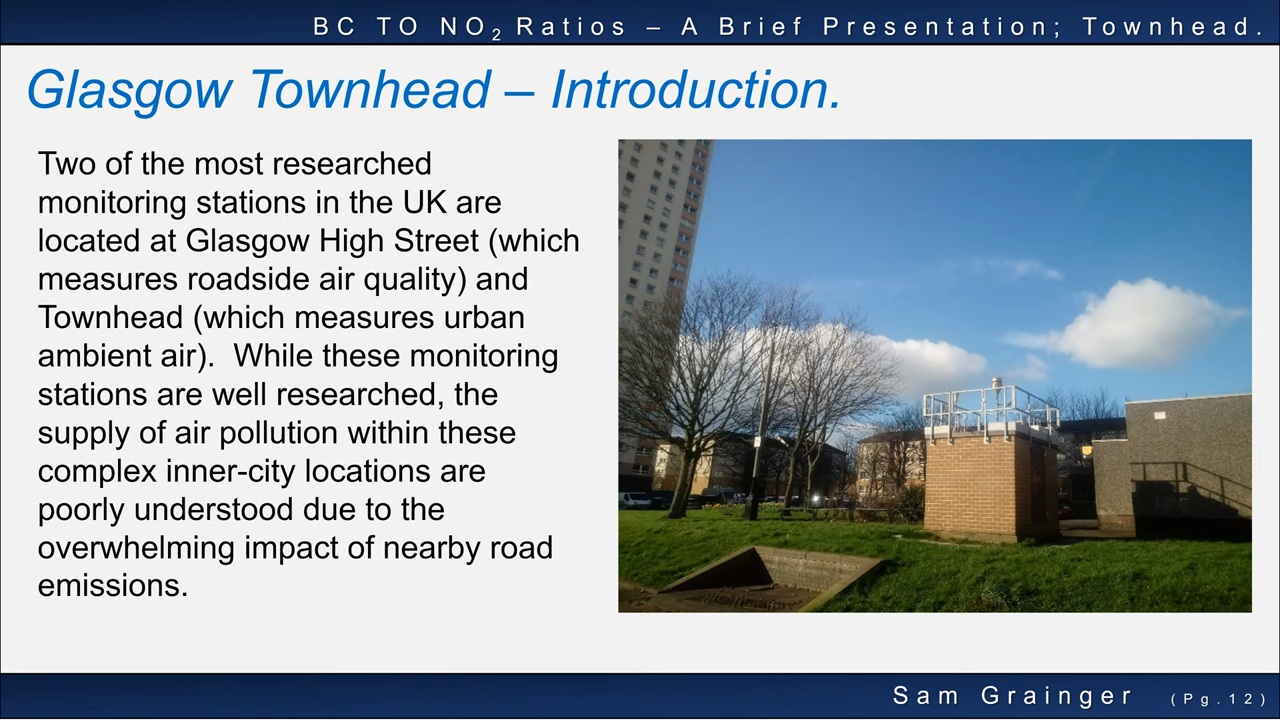 BC TO NO₂ Ratios – A Brief Presentation; Townhead.
Glasgow Townhead – Introduction.
Two of the most researched
monitoring stations in the UK are
located at Glasgow High Street (which
measures roadside air quality) and
Townhead (which measures urban
ambient air).  While these monitoring
stations are well researched, the
supply of air pollution within these
complex inner-city locations are
poorly understood due to the
overwhelming impact of nearby road
emissions.
Sam Grainger (Pg.12)